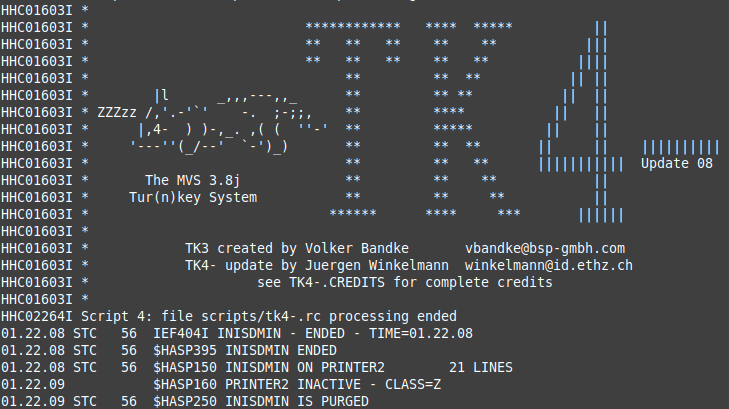 HHC01603I *
HHC01603I *                           ************   ****  *****          ||
HHC01603I *                           **   **   **    **    **           |||
HHC01603I *                           **   **   **    **   **           ||||
HHC01603I *                                **         **  **           || ||
HHC01603I *        |l      _,,,---,,_      **         ** **           ||  ||
HHC01603I * ZZZzz /,'.-'`'    -.  ;-;;,    **         ****           ||   ||
HHC01603I *      |,4-  ) )-,_. ,( (  ''-'  **         *****         ||    ||
HHC01603I *     '---''(_/--'  `-')_)       **         **  **       ||     ||    ||||||||||
HHC01603I *                                **         **   **      |||||||||||  Update 08
HHC01603I *       The MVS 3.8j             **         **    **            ||
HHC01603I *     Tur(n)key System           **         **     **           ||
HHC01603I *                              ******      ****     ***       ||||||
HHC01603I *
HHC01603I *            TK3 created by Volker Bandke       vbandke@bsp-gmbh.com
HHC01603I *            TK4- update by Juergen Winkelmann  winkelmann@id.ethz.ch
HHC01603I *                     see TK4-.CREDITS for complete credits
HHC01603I *
HHC02264I Script 4: file scripts/tk4-.rc processing ended
01.22.08 STC   56  IEF404I INISDMIN - ENDED - TIME=01.22.08
01.22.08 STC   56  $HASP395 INISDMIN ENDED
01.22.08 STC   56  $HASP150 INISDMIN ON PRINTER2        21 LINES
01.22.09           $HASP160 PRINTER2 INACTIVE - CLASS=Z
01.22.09 STC   56  $HASP250 INISDMIN IS PURGED